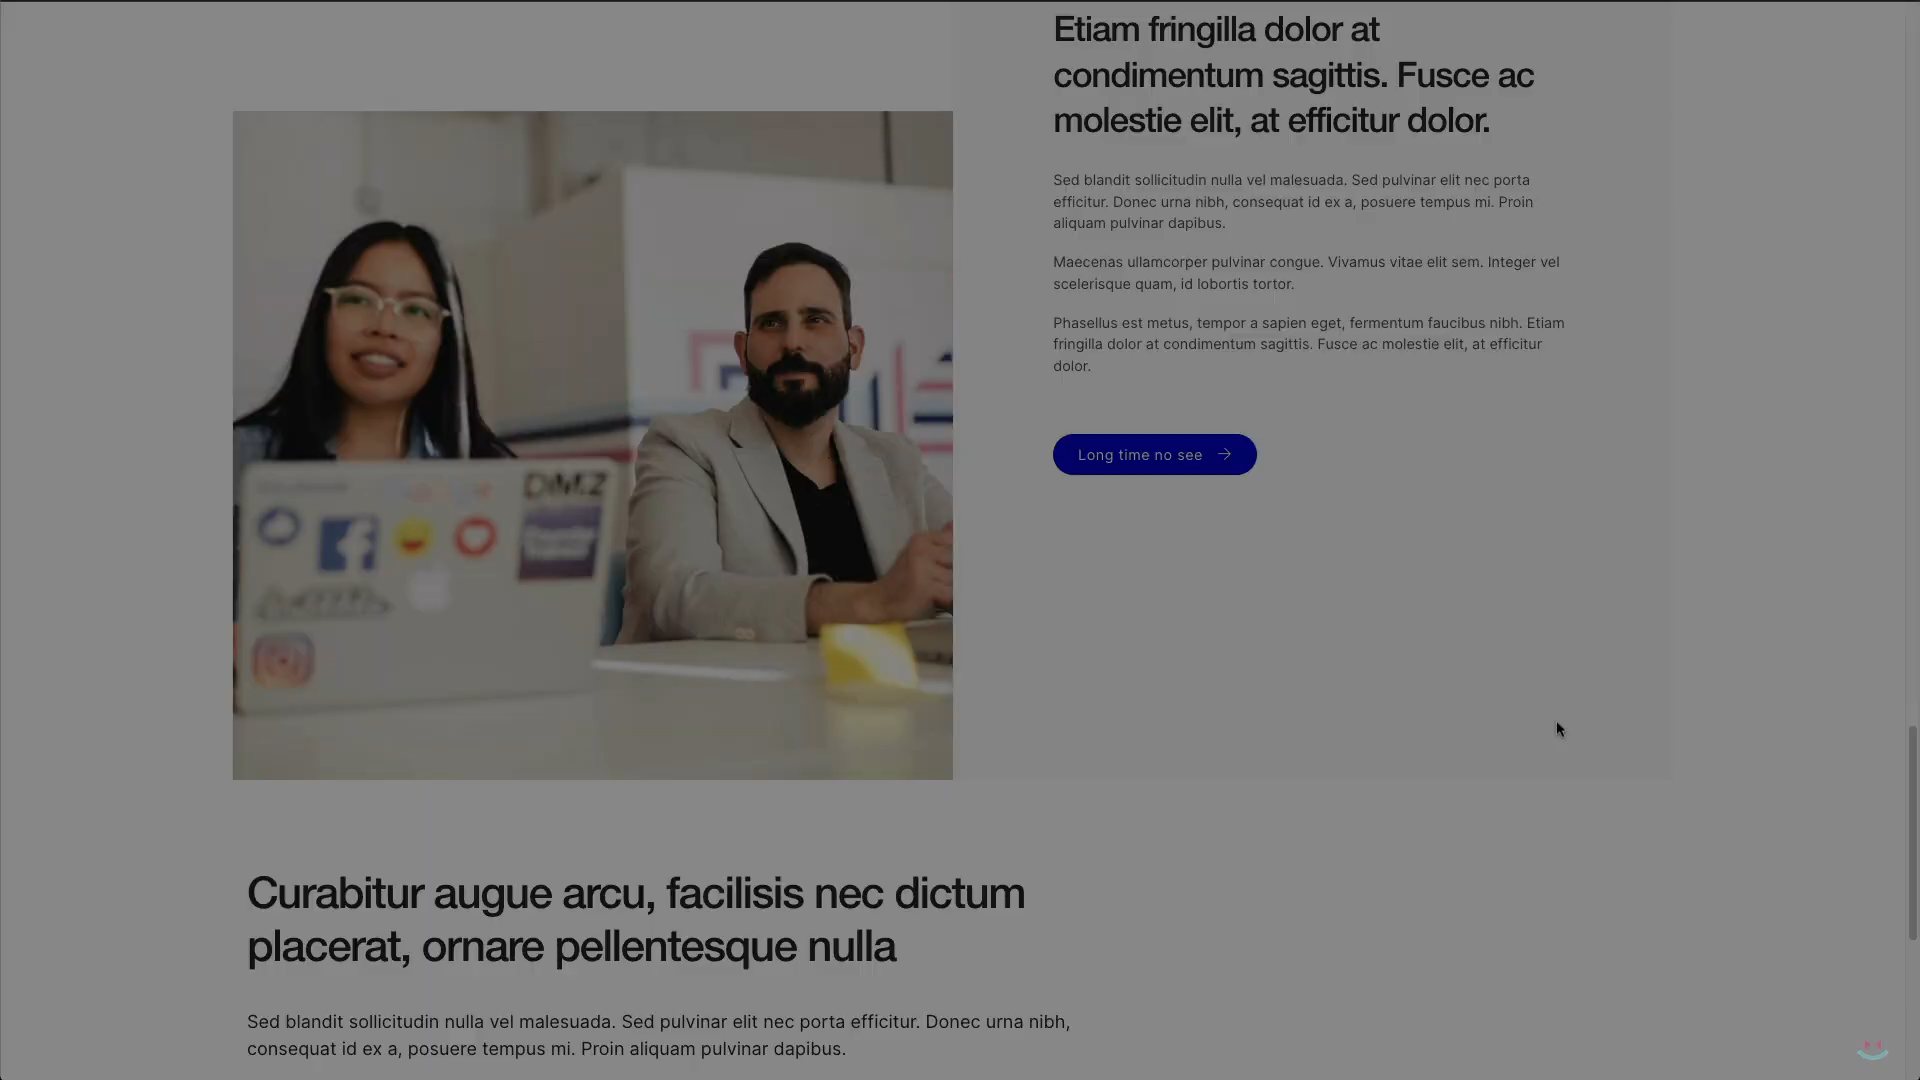 Etiam fringilla dolor at
condimentum sagittis. Fusce ac
molestie elit, at efficitur dolor.
Sed blandit sollicitudin nulla vel malesuada. Sed pulvinar elit nec porta
efficitur. Donec urna nibh, consequat id ex a, posuere tempus mi. Proin
aliquam pulvinar dapibus.
Maecenas ullamcorper pulvinar congue. Vivamus vitae elit sem. Integer vel
scelerisque quam, id lobortis tortor.
Phasellus est metus, tempor a sapien eget, fermentum faucibus nibh. Etiam
fringilla dolor at condimentum sagittis. Fusce ac molestie elit, at efficitur
dolor.
Long time no see
DMZ
Curabitur augue arcu, facilisis nec dictum
placerat, ornare pellentesque nulla
Sed blandit sollicitudin nulla vel malesuada. Sed pulvinar elit nec porta efficitur. Donec urna nibh,
consequat id ex a, posuere tempus mi. Proin aliquam pulvinar dapibus.